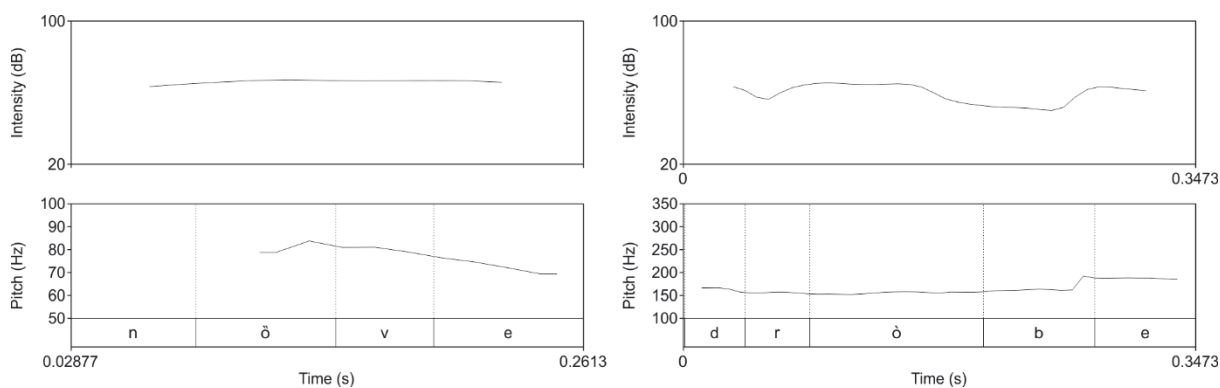 100
Intensity (dB)
20
100
Intensity (dB)
20
0 0.3473
100
90
80
70
60
50
Pitch (Hz)
n ȍ v e
0.02877 0.2613
Time (s)
350
300
250
200
150
100
Pitch (Hz)
d r ò b e
0 0.3473
Time (s)